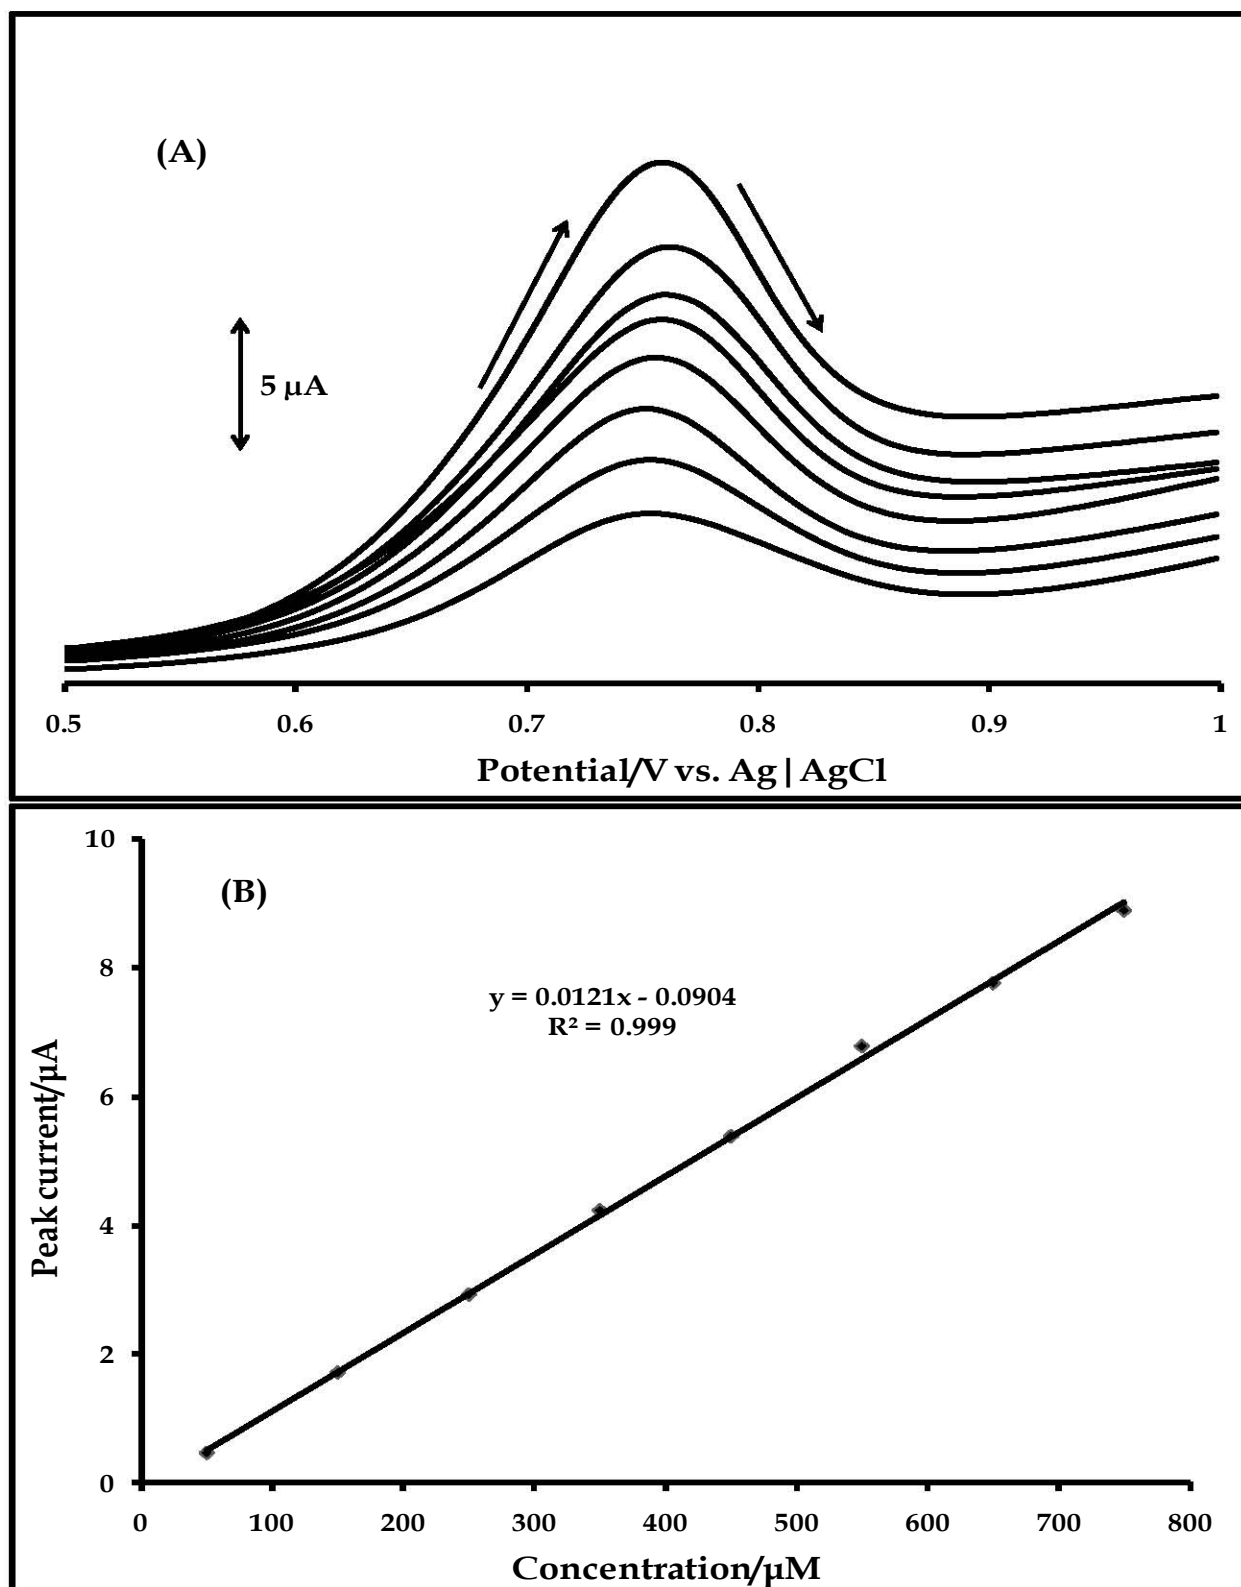 (A)
5 µA
0.5 0.6 0.7 0.8 0.9 1
Potential/V vs. Ag|AgCl
10
(B)
8
y = 0.0121x - 0.0904
R² = 0.999
Peak current/µA
6
4
2
0
0 100 200 300 400 500 600 700 800
Concentration/µM